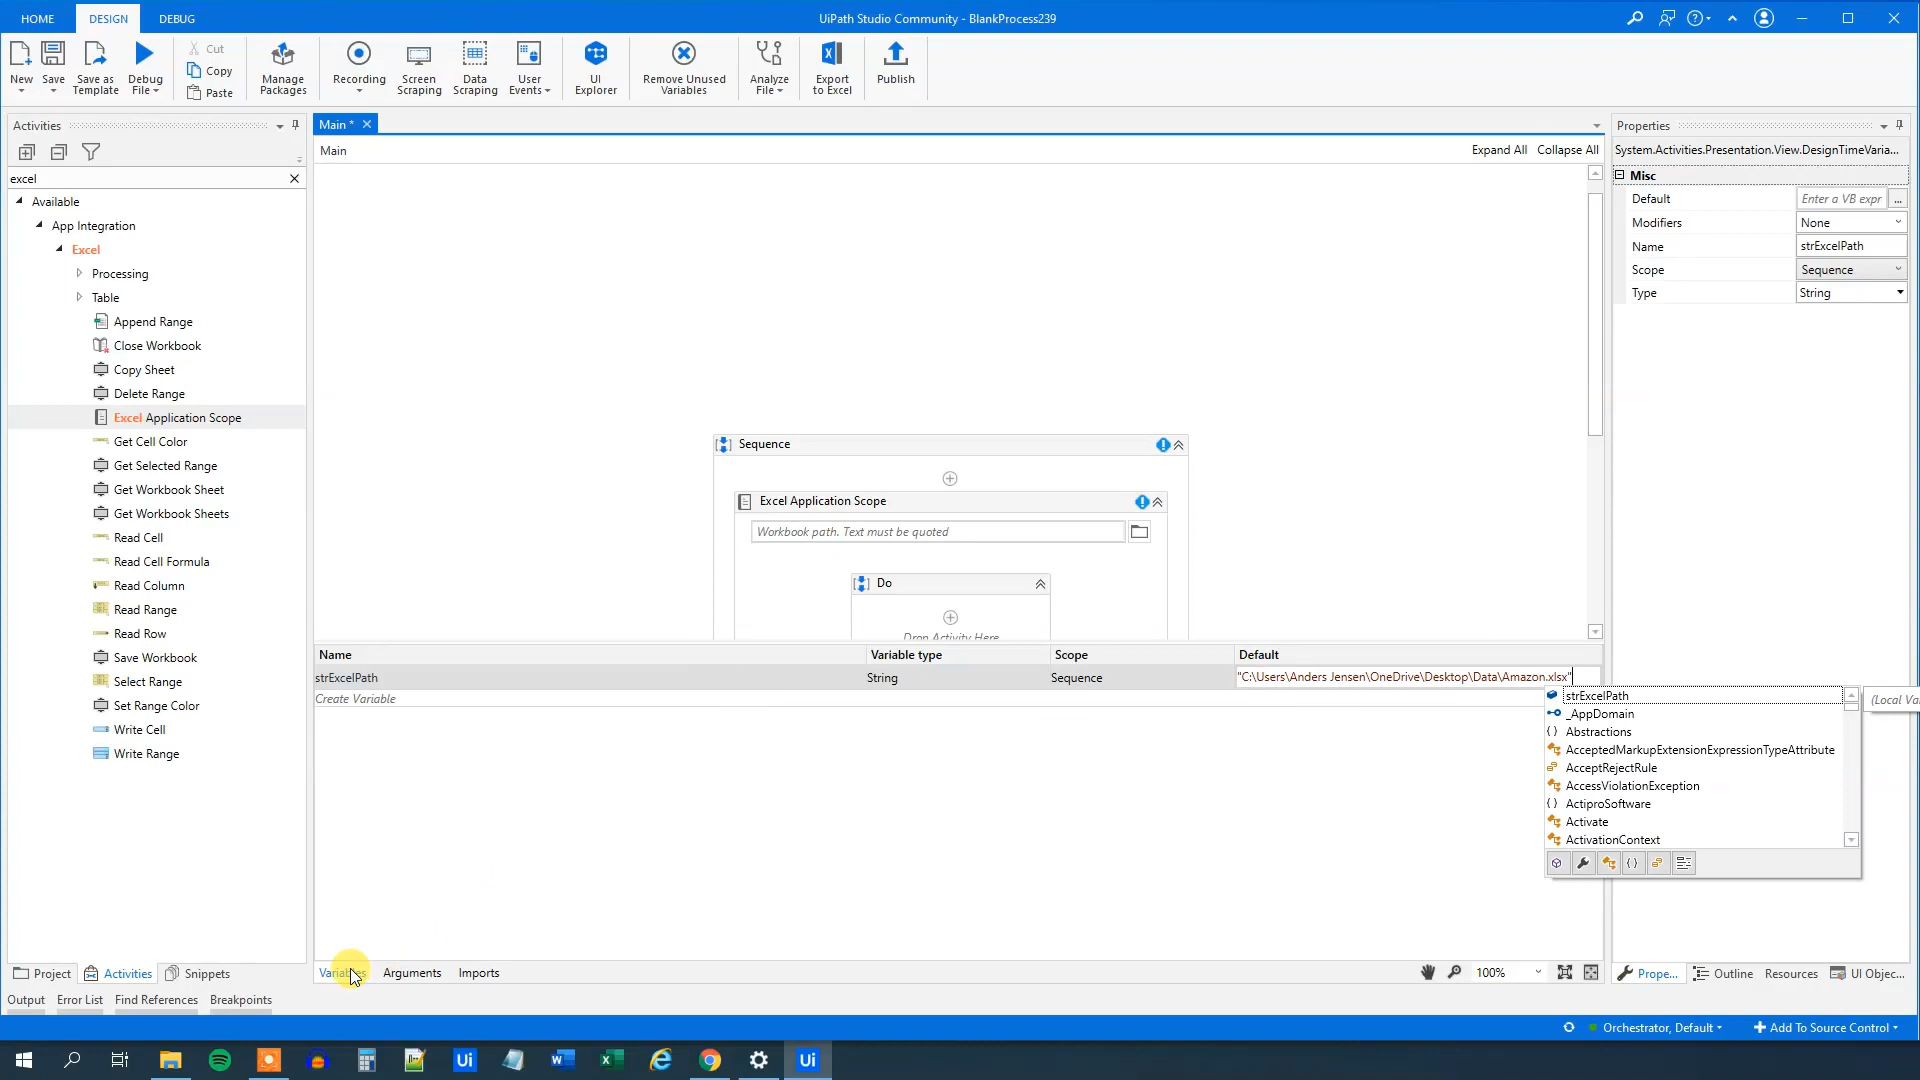 HOME DESIGN DEBUG UiPath Studio Community - BlankProcess239
New Save Save as Template Debug File Cut Copy Paste Manage Packages Recording Screen Scraping Data Scraping User Events UI Explorer Remove Unused Variables Analyze File Export to Excel Publish
Activities
excel
Available
App Integration
Excel
Processing
Table
Append Range
Close Workbook
Copy Sheet
Delete Range
Excel Application Scope
Get Cell Color
Get Selected Range
Get Workbook Sheet
Get Workbook Sheets
Read Cell
Read Cell Formula
Read Column
Read Range
Read Row
Save Workbook
Select Range
Set Range Color
Write Cell
Write Range
Project Activities Snippets
Main *
Main Expand All Collapse All
Sequence
Excel Application Scope
Workbook path. Text must be quoted
Do
Drop Activity Here
Name Variable type Scope Default
strExcelPath String Sequence "C:\Users\Anders Jensen\OneDrive\Desktop\Data\Amazon.xlsx"
Create Variable
strExcelPath (Local Va
_AppDomain
Abstractions
AcceptedMarkupExtensionExpressionTypeAttribute
AcceptRejectRule
AccessViolationException
ActiproSoftware
Activate
ActivationContext
Variables Arguments Imports 100%
Properties
System.Activities.Presentation.View.DesignTimeVaria...
Misc
Default Enter a VB expr ...
Modifiers None
Name strExcelPath
Scope Sequence
Type String
Prope... Outline Resources UI Objec...
Output Error List Find References Breakpoints
Orchestrator, Default Add To Source Control
Ui Ui